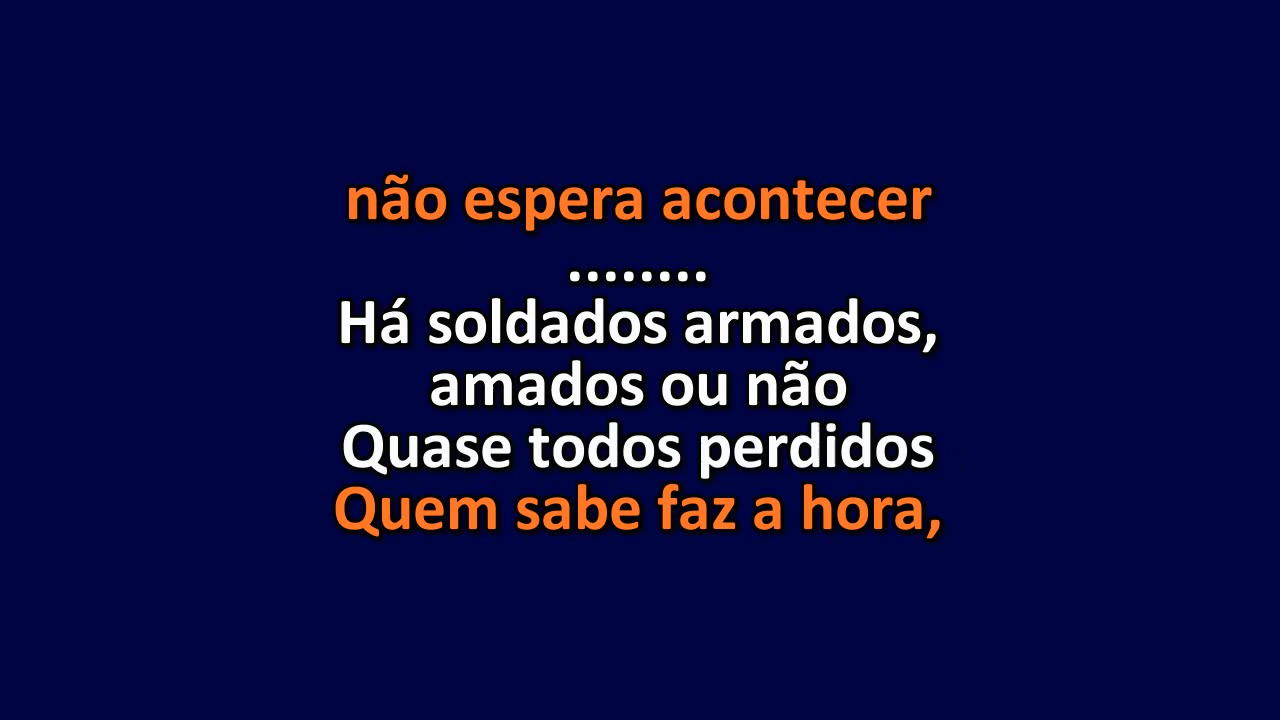 não espera acontecer
........
Há soldados armados,
amados ou não
Quase todos perdidos
Quem sabe faz a hora,